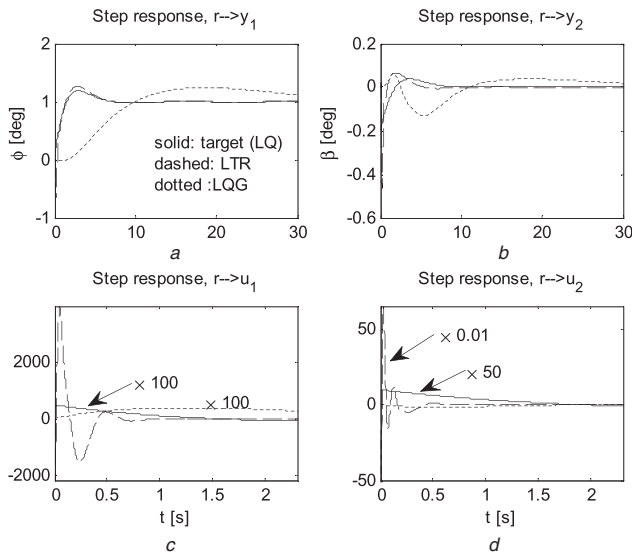 Step response, r-->y1
2
1
0
-1
ϕ [deg]
solid: target (LQ)
dashed: LTR
dotted :LQG
0 10 20 30
a
Step response, r-->y2
0.2
0.0
-0.2
-0.4
-0.6
β [deg]
0 10 20 30
b
Step response, r-->u1
2000
0
-2000
× 100
× 100
0 0.5 1 1.5 2
t [s]
c
Step response, r-->u2
50
0
-50
× 0.01
× 50
0 0.5 1 1.5 2
t [s]
d